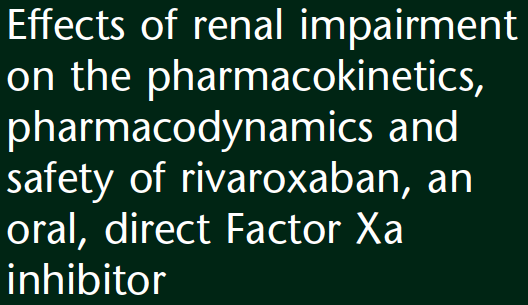 Effects of renal impairment
on the pharmacokinetics,
pharmacodynamics and
safety of rivaroxaban, an
oral, direct Factor Xa
inhibitor